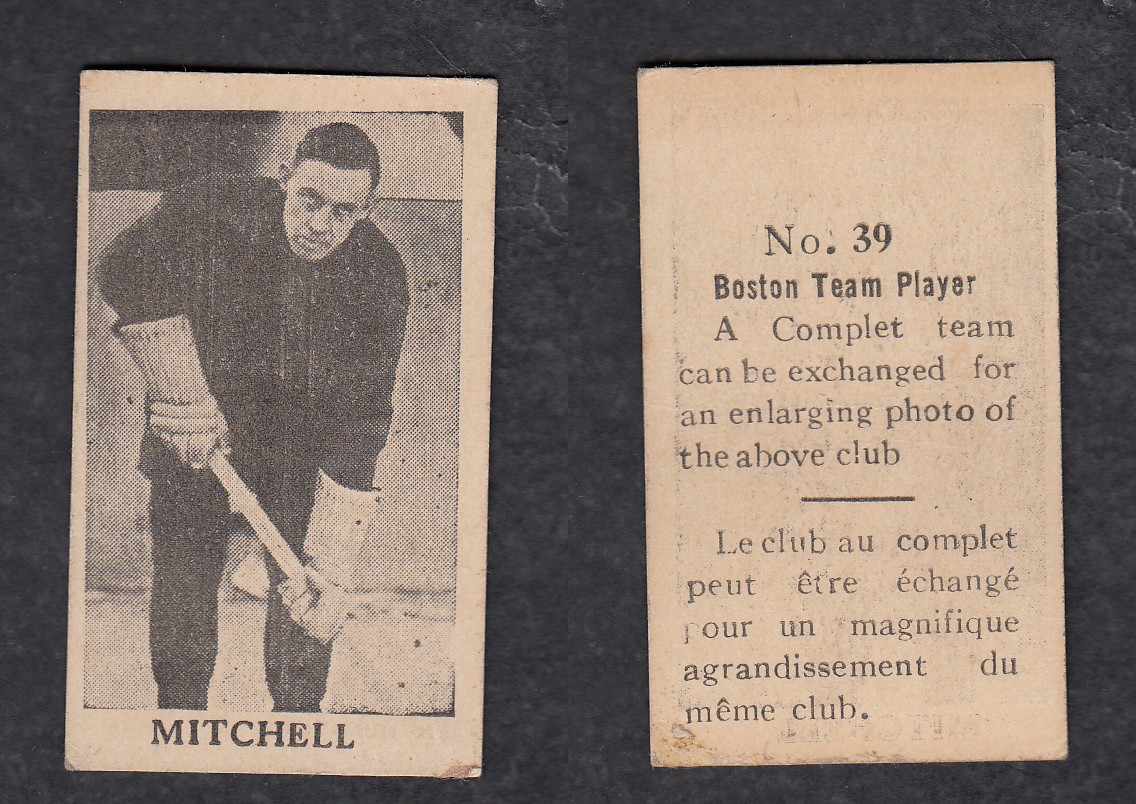 MITCHELL
No. 39
Boston Team Player
A Complet team
can be exchanged for
an enlarging photo of
the above club
Le club au complet
peut être échangé
pour un magnifique
agrandissement du
même club.